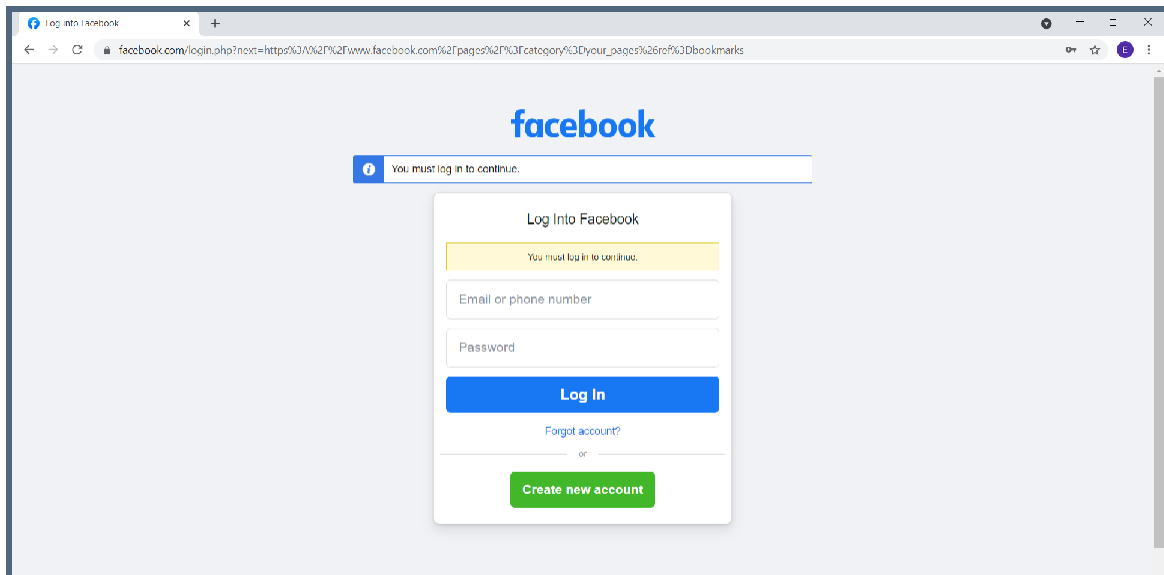 Log into Facebook
facebook.com/login.php?next=https%3A%2F%2Fwww.facebook.com%2Fpages%2F%3Fcategory%3Dyour_pages%26ref%3Dbookmarks
E
facebook
You must log in to continue.
Log Into Facebook
You must log in to continue.
Email or phone number
Password
Log In
Forgot account?
or
Create new account